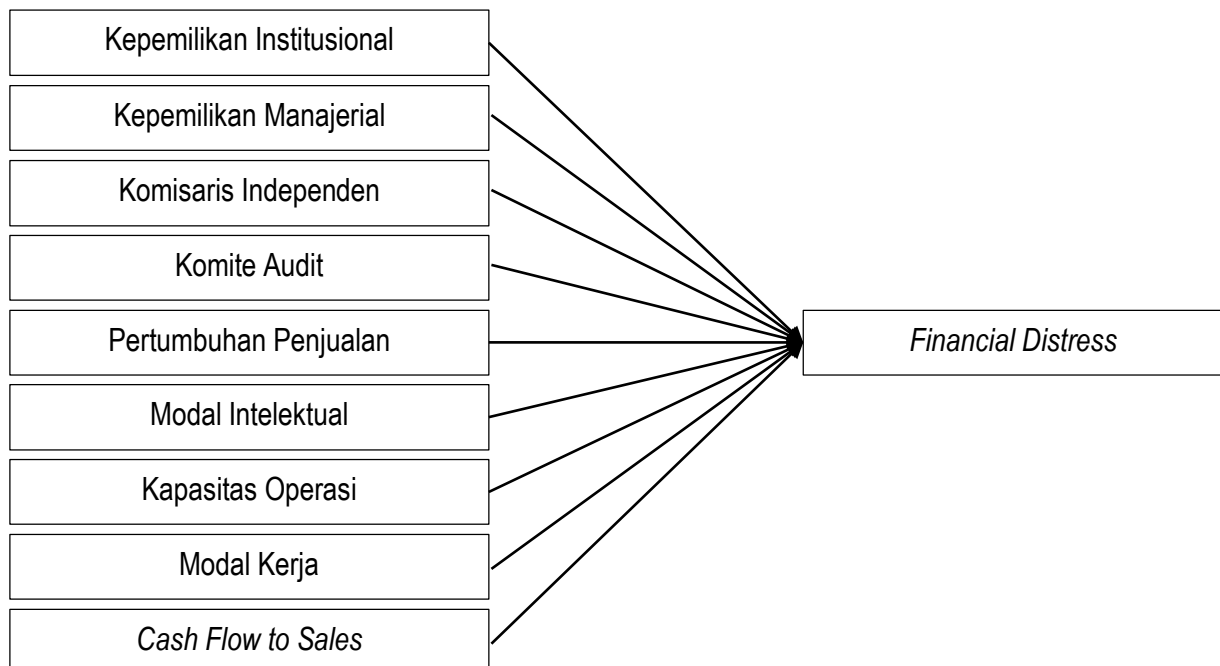 Kepemilikan Institusional
Kepemilikan Manajerial
Komisaris Independen
Komite Audit
Pertumbuhan Penjualan
Financial Distress
Modal Intelektual
Kapasitas Operasi
Modal Kerja
Cash Flow to Sales